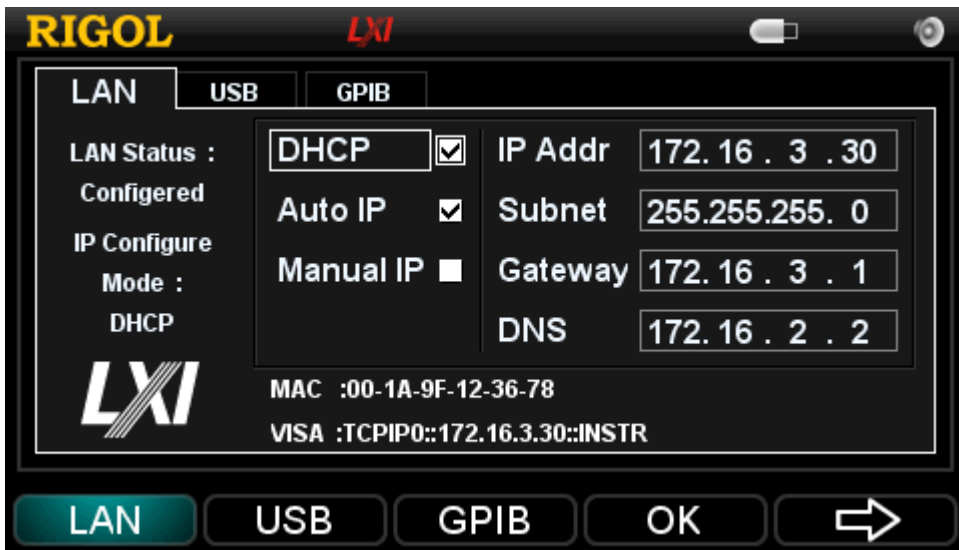 RIGOL LXI
LAN USB GPIB
LAN Status :
Configered
IP Configure
Mode :
DHCP
LXI
DHCP
Auto IP
Manual IP
IP Addr 172. 16 . 3 .30
Subnet 255.255.255. 0
Gateway 172. 16 . 3 . 1
DNS 172. 16 . 2 . 2
MAC :00-1A-9F-12-36-78
VISA :TCPIP0::172.16.3.30::INSTR
LAN USB GPIB OK